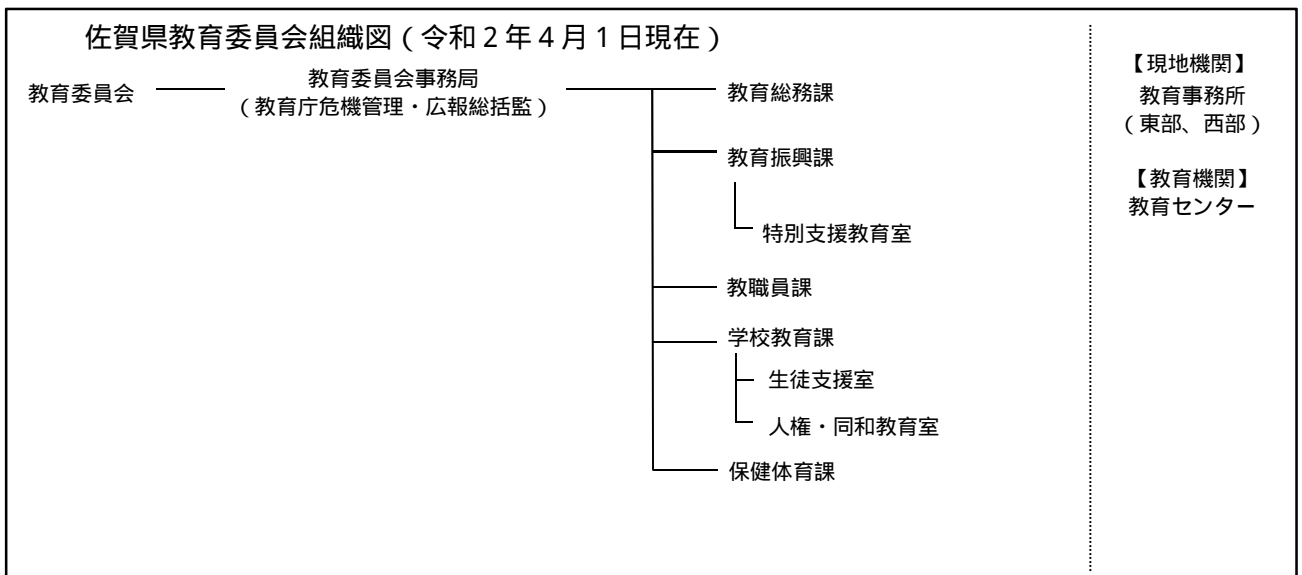 佐賀県教育委員会組織図(令和2年4月1日現在)
教育委員会
教育委員会事務局
(教育庁危機管理・広報総括監)
教育総務課
教育振興課
特別支援教育室
教職員課
学校教育課
生徒支援室
人権・同和教育室
保健体育課
【現地機関】
教育事務所
(東部、西部)
【教育機関】
教育センター